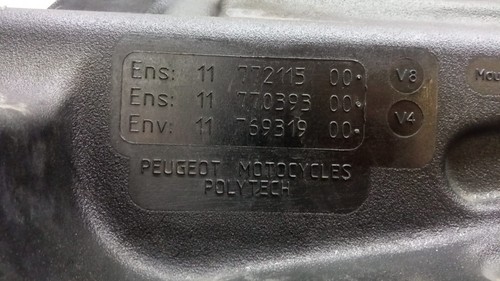 Ens: 11 772115 00· V8
Ens: 11 770393 00· V4
Env: 11 769319 00·
PEUGEOT MOTOCYCLES
POLYTECH